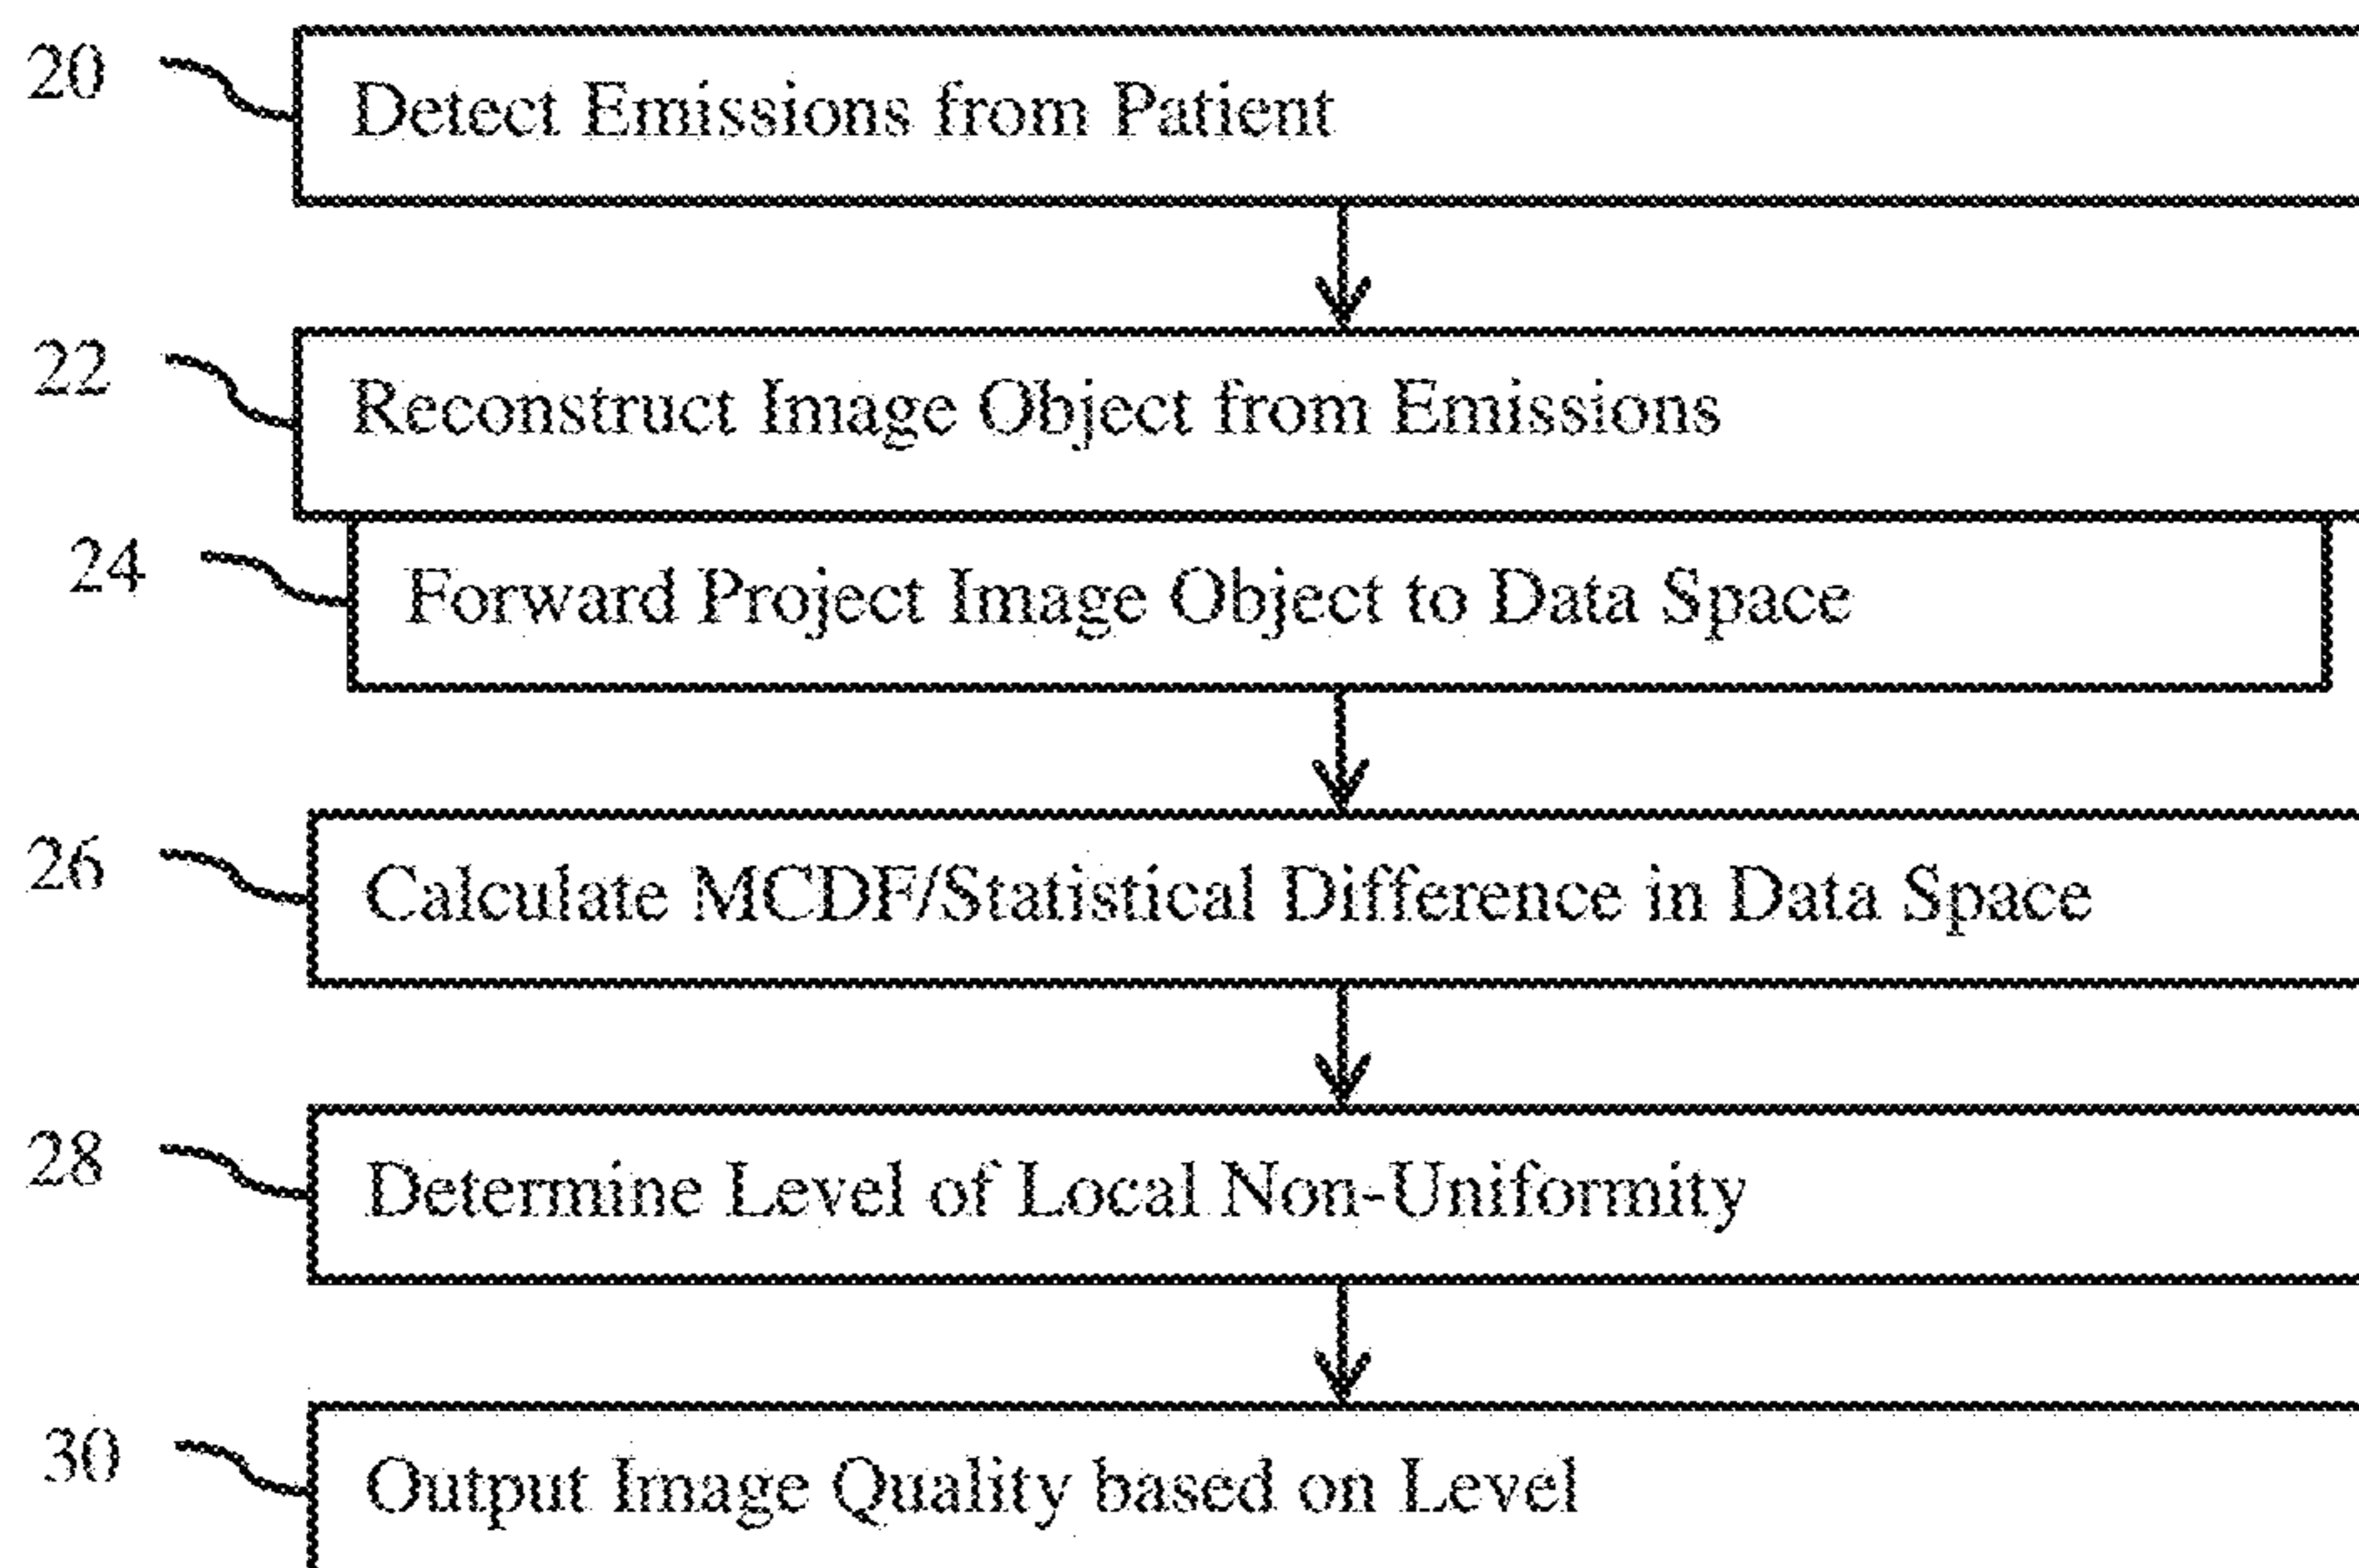 20 Detect Emissions from Patient
22 Reconstruct Image Object from Emissions
24 Forward Project Image Object to Data Space
26 Calculate MCDF/Statistical Difference in Data Space
28 Determine Level of Local Non-Uniformity
30 Output Image Quality based on Level